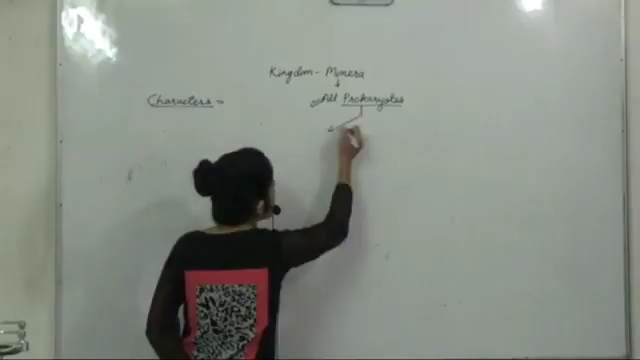 Kingdom - Monera
Characters =
All Prokaryotes